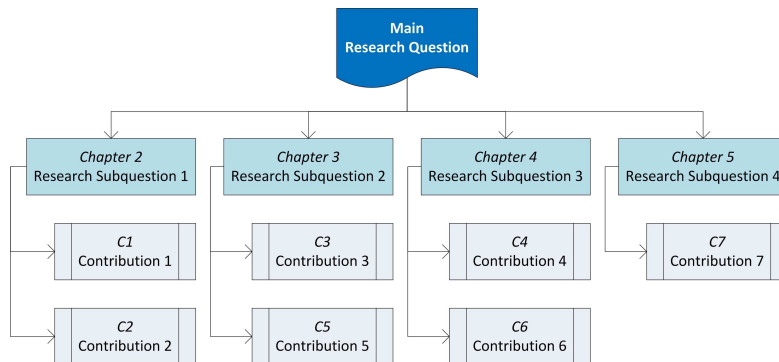 Main
Research Question
Chapter 2
Research Subquestion 1
Chapter 3
Research Subquestion 2
Chapter 4
Research Subquestion 3
Chapter 5
Research Subquestion 4
C1
Contribution 1
C3
Contribution 3
C4
Contribution 4
C7
Contribution 7
C2
Contribution 2
C5
Contribution 5
C6
Contribution 6